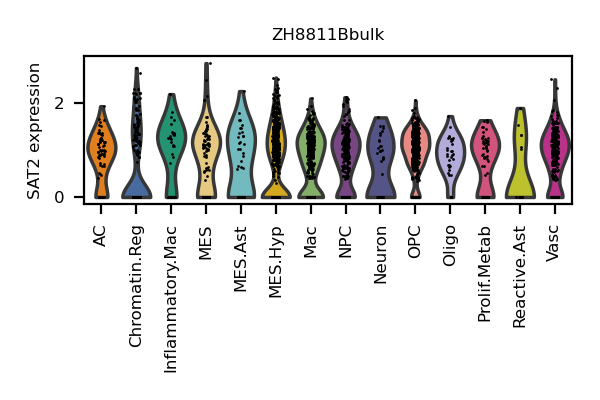 ZH8811Bbulk
SAT2 expression
2
0
AC
Chromatin.Reg
Inflammatory.Mac
MES
MES.Ast
MES.Hyp
Mac
NPC
Neuron
OPC
Oligo
Prolif.Metab
Reactive.Ast
Vasc